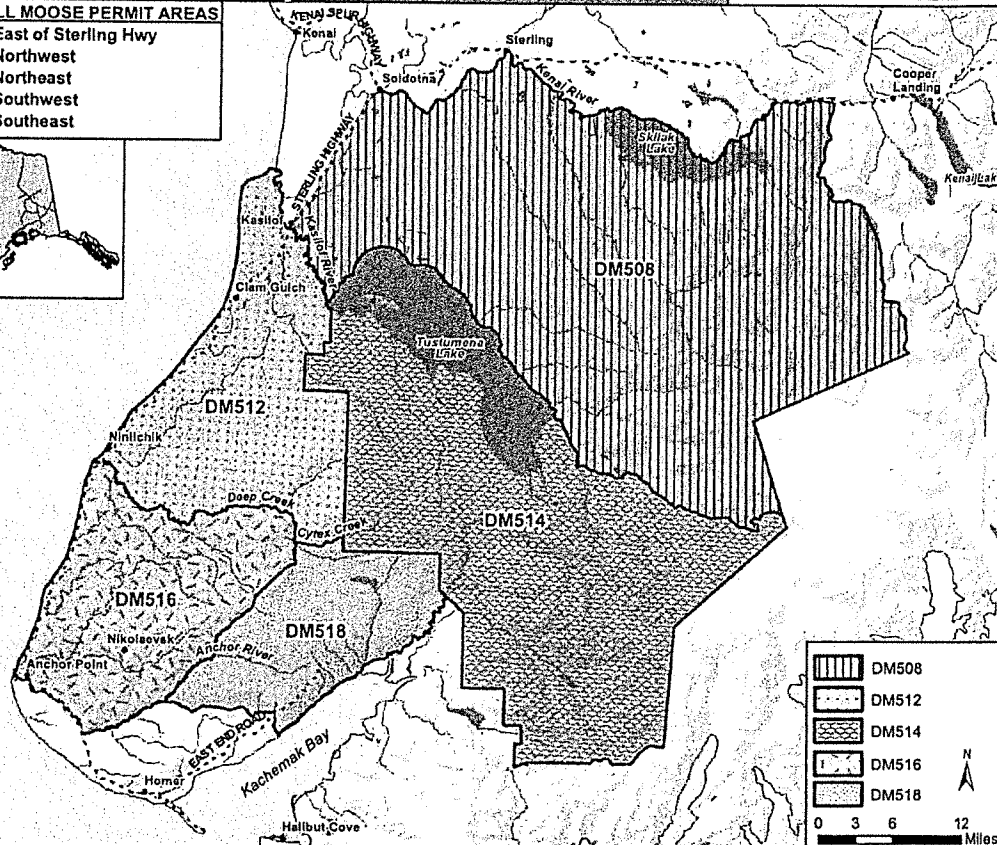 LL MOOSE PERMIT AREAS
East of Sterling Hwy
Northwest
Northeast
Southwest
Southeast
KENAI SPUR HIGHWAY
Kenai
Sterling
Soldotna
Kenai River
Cooper
Landing
Skilak
Lake
Kenai Lak
STERLING HIGHWAY
Kasilof
Kasilof River
DM508
Clam Gulch
Tustumena
Lake
DM512
Ninilchik
Deep Creek
Cytex Creek
DM514
DM516
DM518
Nikolaevsk
Anchor River
Anchor Point
EAST END ROAD
Kachemak Bay
Homer
Halibut Cove
DM508
DM512
DM514
DM516
DM518
N
0 3 6 12
Miles